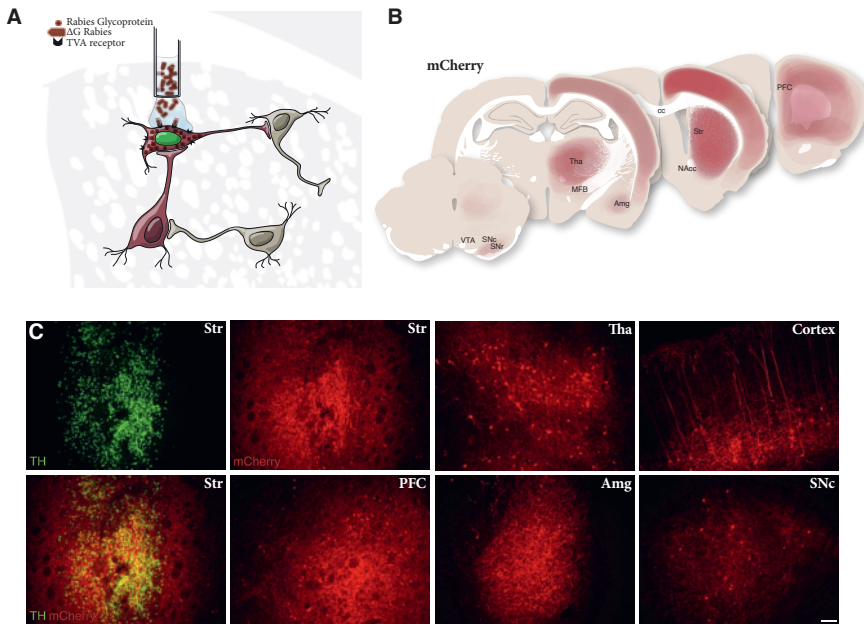 A
Rabies Glycoprotein
ΔG Rabies
TVA receptor
B
mCherry
PFC
cc
Str
Tha
NAcc
MFB
Amg
VTA
SNc
SNr
C
Str
TH
Str
mCherry
Tha
Cortex
Str
TH mCherry
PFC
Amg
SNc